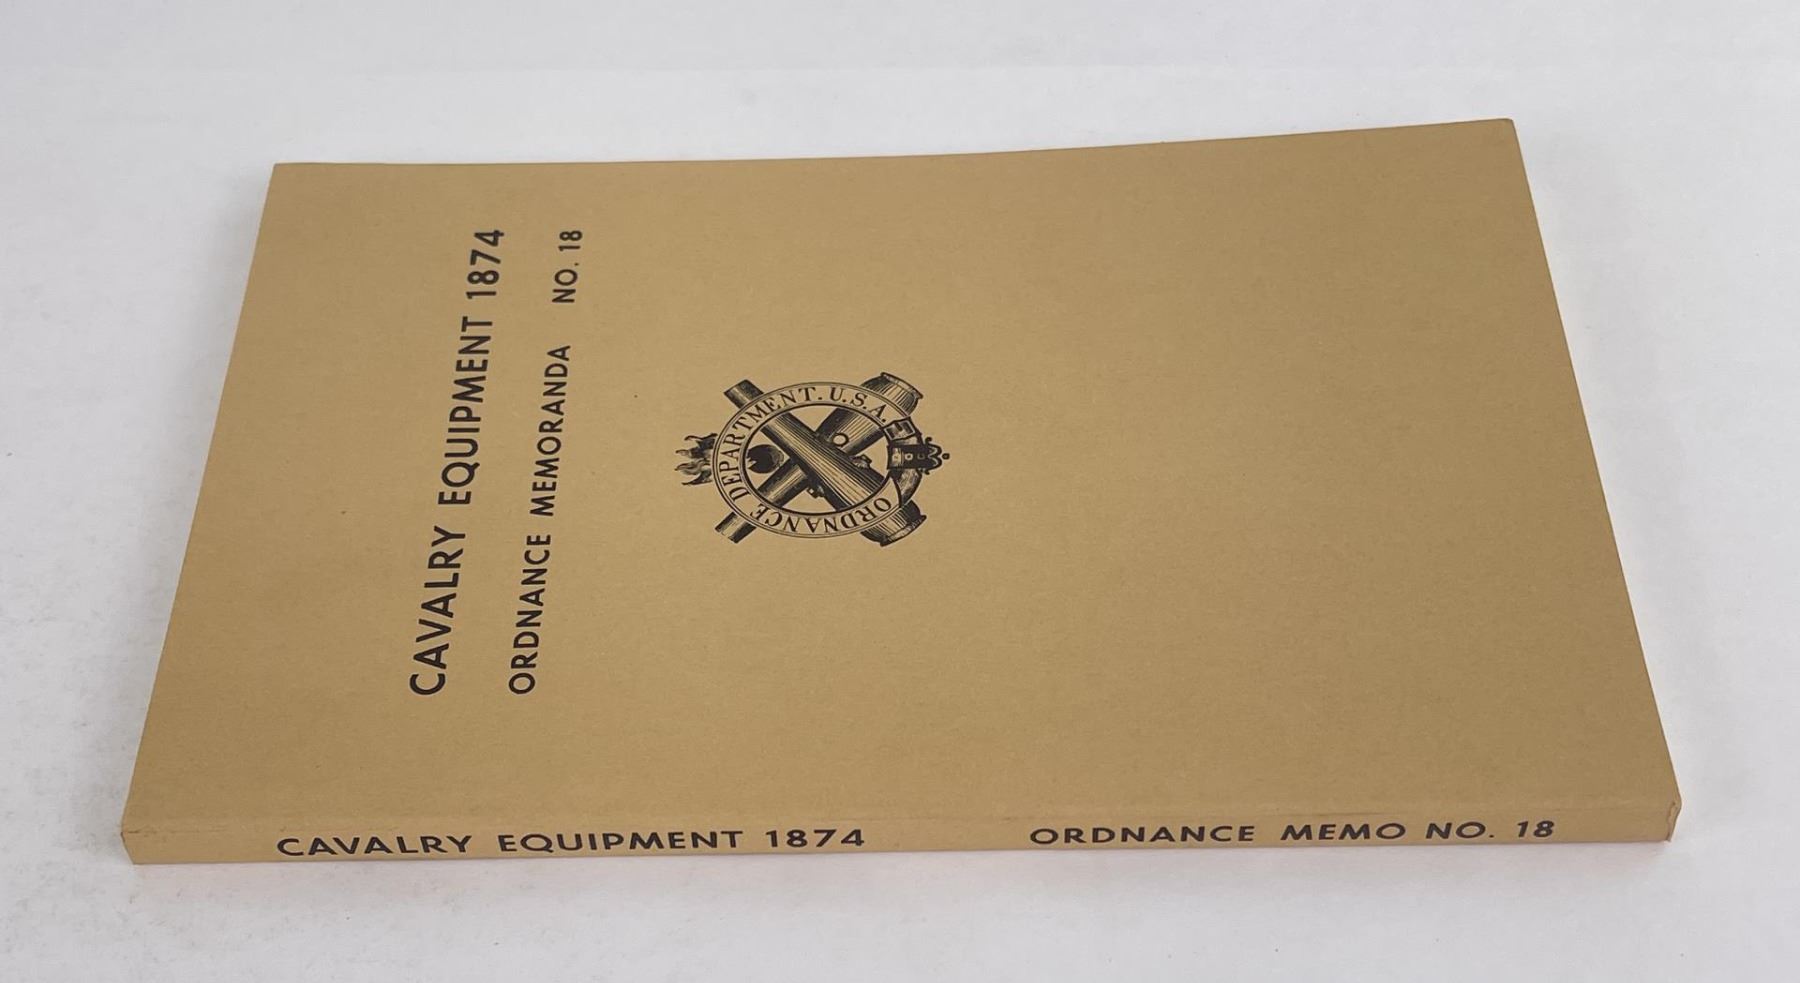 CAVALRY EQUIPMENT 1874
ORDNANCE MEMORANDA NO. 18
ORDNANCE DEPARTMENT. U.S.A.
CAVALRY EQUIPMENT 1874 ORDNANCE MEMO NO. 18